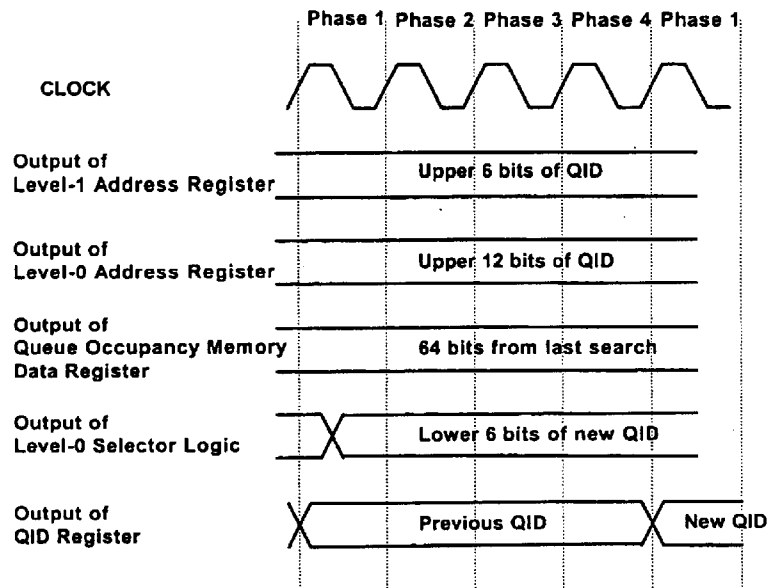 Phase 1 Phase 2 Phase 3 Phase 4 Phase 1
CLOCK
Output of
Level-1 Address Register
Upper 6 bits of QID
Output of
Level-0 Address Register
Upper 12 bits of QID
Output of
Queue Occupancy Memory
Data Register
64 bits from last search
Output of
Level-0 Selector Logic
Lower 6 bits of new QID
Output of
QID Register
Previous QID
New QID